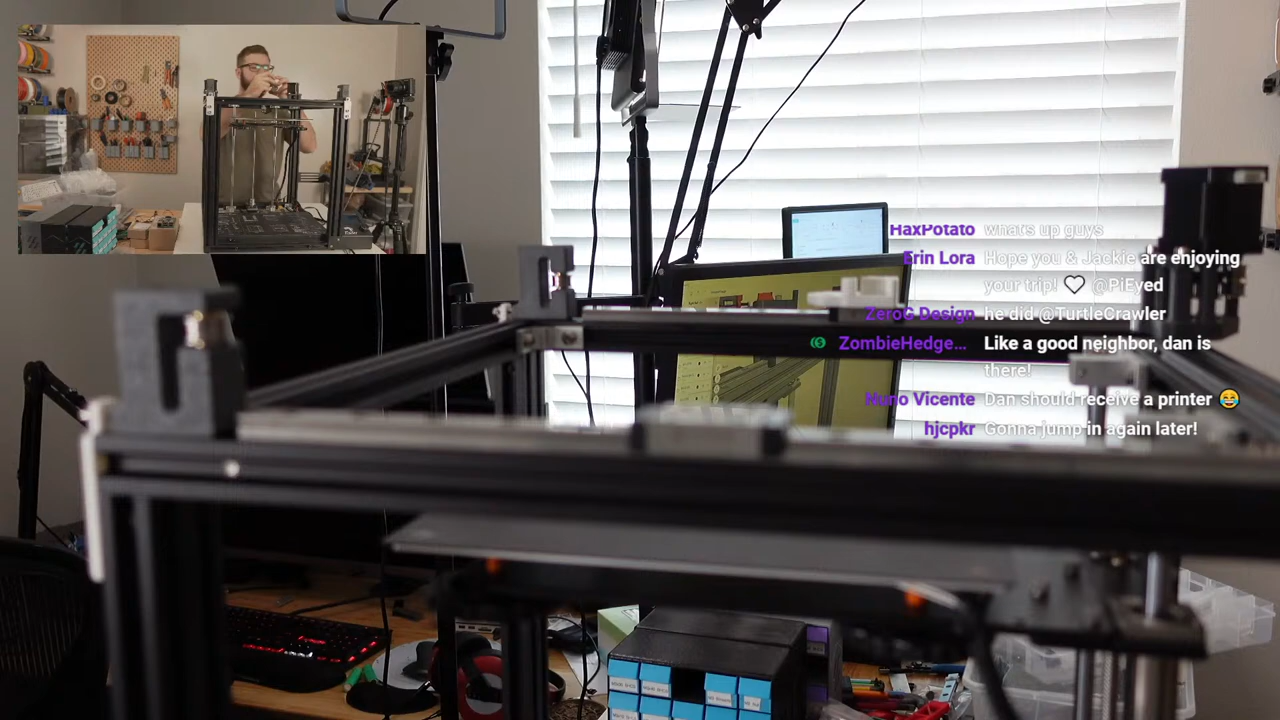 HaxPotato whats up guys
Erin Lora Hope you & Jackie are enjoying
your trip! ♡ @PiEyed
ZeroG Design he did @TurtleCrawler
ZombieHedge... Like a good neighbor, dan is
there!
Nuno Vicente Dan should receive a printer 😂
hjcpkr Gonna jump in again later!